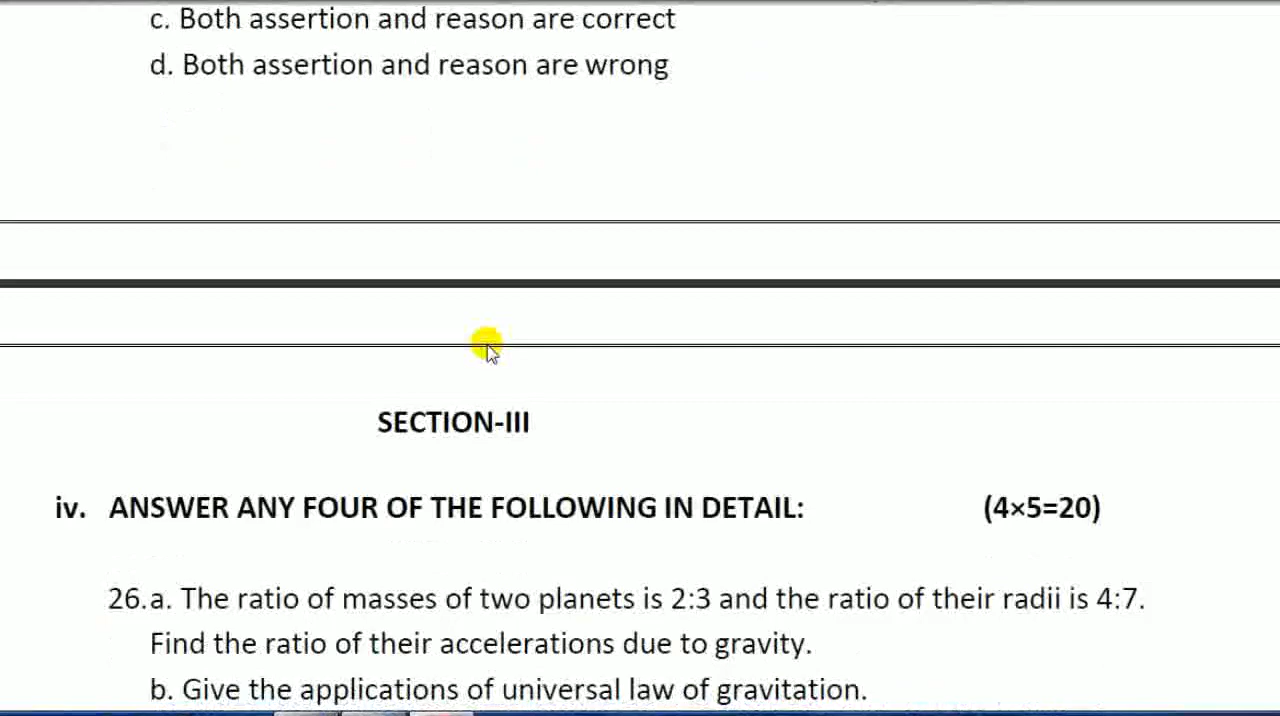 c. Both assertion and reason are correct
d. Both assertion and reason are wrong
SECTION-III
iv. ANSWER ANY FOUR OF THE FOLLOWING IN DETAIL: (4×5=20)
26.a. The ratio of masses of two planets is 2:3 and the ratio of their radii is 4:7.
Find the ratio of their accelerations due to gravity.
b. Give the applications of universal law of gravitation.